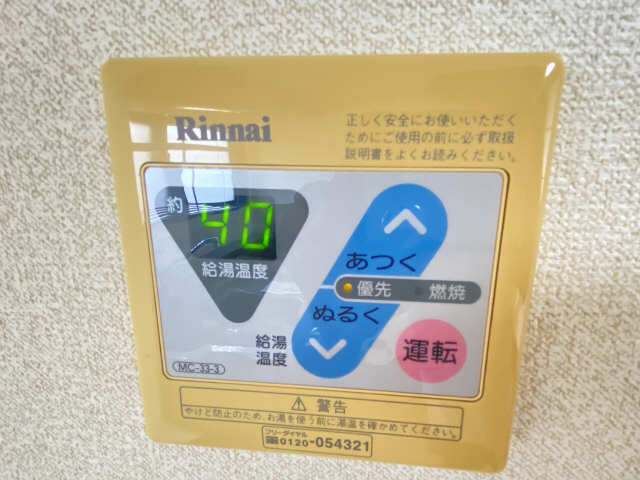 Rinnai
正しく安全にお使いいただく
ためにご使用の前に必ず取扱
説明書をよくお読みください。
約 40
給湯温度
あつく
優先 燃焼
ぬるく
給湯
温度
運転
MC-33-3
⚠ 警告
やけど防止のため、お湯を使う前に湯温を確かめてください。
フリーダイヤル
0120-054321